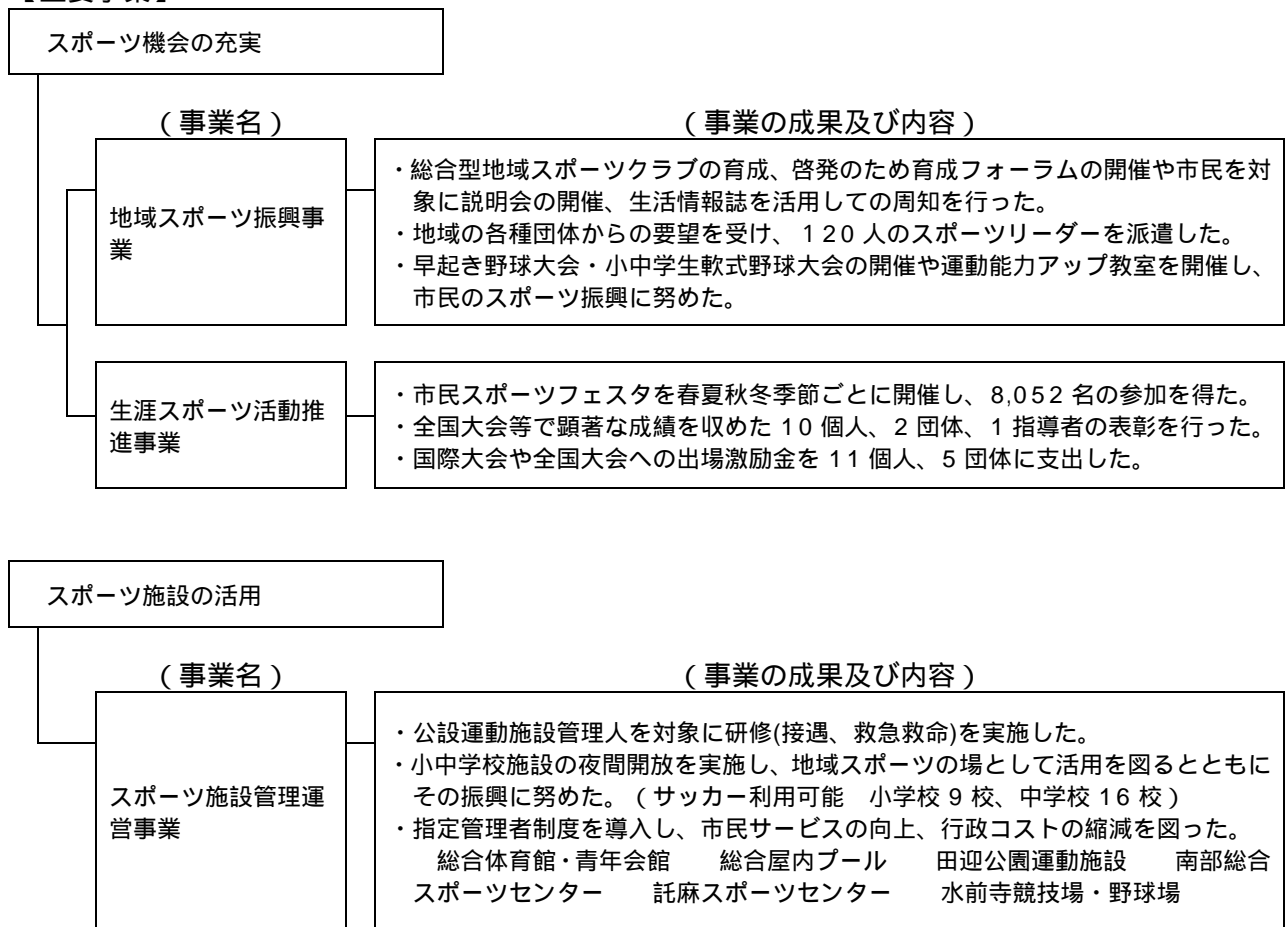 スポーツ機会の充実
（事業名）
（事業の成果及び内容）
地域スポーツ振興事
業
・総合型地域スポーツクラブの育成、啓発のため育成フォーラムの開催や市民を対
象に説明会の開催、生活情報誌を活用しての周知を行った。
・地域の各種団体からの要望を受け、１２０人のスポーツリーダーを派遣した。
・早起き野球大会・小中学生軟式野球大会の開催や運動能力アップ教室を開催し、
市民のスポーツ振興に努めた。
生涯スポーツ活動推
進事業
・市民スポーツフェスタを春夏秋冬季節ごとに開催し、8,052 名の参加を得た。
・全国大会等で顕著な成績を収めた 10 個人、2 団体、1 指導者の表彰を行った。
・国際大会や全国大会への出場激励金を 11 個人、5 団体に支出した。
スポーツ施設の活用
（事業名）
（事業の成果及び内容）
スポーツ施設管理運
営事業
・公設運動施設管理人を対象に研修(接遇、救急救命)を実施した。
・小中学校施設の夜間開放を実施し、地域スポーツの場として活用を図るとともに
その振興に努めた。（サッカー利用可能　小学校 9 校、中学校 16 校）
・指定管理者制度を導入し、市民サービスの向上、行政コストの縮減を図った。
総合体育館・青年会館　総合屋内プール　田迎公園運動施設　南部総合
スポーツセンター　託麻スポーツセンター　水前寺競技場・野球場